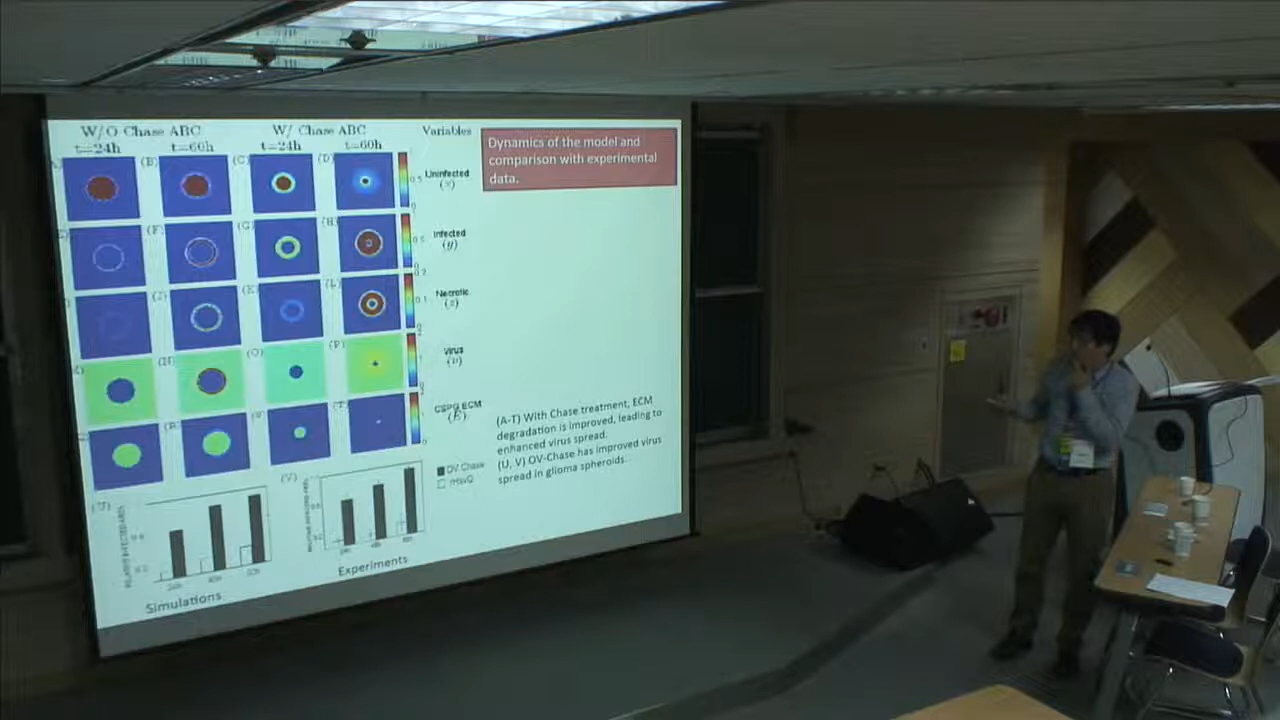 W/O Chase ABC W/ Chase ABC Variables
t=24h t=60h t=24h t=60h
Dynamics of the model and
comparison with experimental
data.
(B) (C) (D)
Uninfected
(x)
(F) (G) (H)
Infected
(y)
(J) (K) (L)
Necrotic
(z)
(N) (O) (P)
Virus
(v)
(R) (T)
CSPG ECM
(E)
(A-T) With Chase treatment, ECM
degradation is improved, leading to
enhanced virus spread.
(U, V) OV-Chase has improved virus
spread in glioma spheroids.
(U) (V)
OV-Chase
rHsvQ
Simulations
Experiments